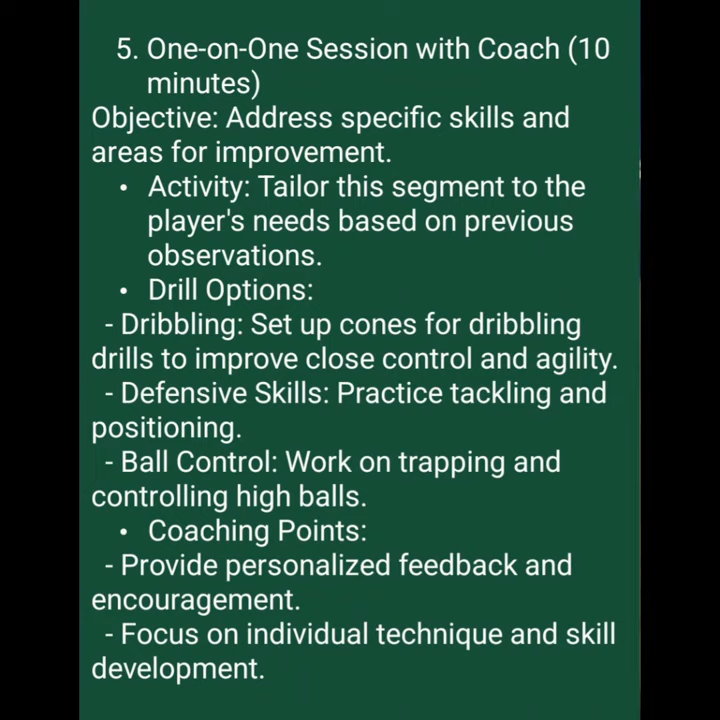 5. One-on-One Session with Coach (10
minutes)
Objective: Address specific skills and
areas for improvement.
• Activity: Tailor this segment to the
player's needs based on previous
observations.
• Drill Options:
- Dribbling: Set up cones for dribbling
drills to improve close control and agility.
- Defensive Skills: Practice tackling and
positioning.
- Ball Control: Work on trapping and
controlling high balls.
• Coaching Points:
- Provide personalized feedback and
encouragement.
- Focus on individual technique and skill
development.